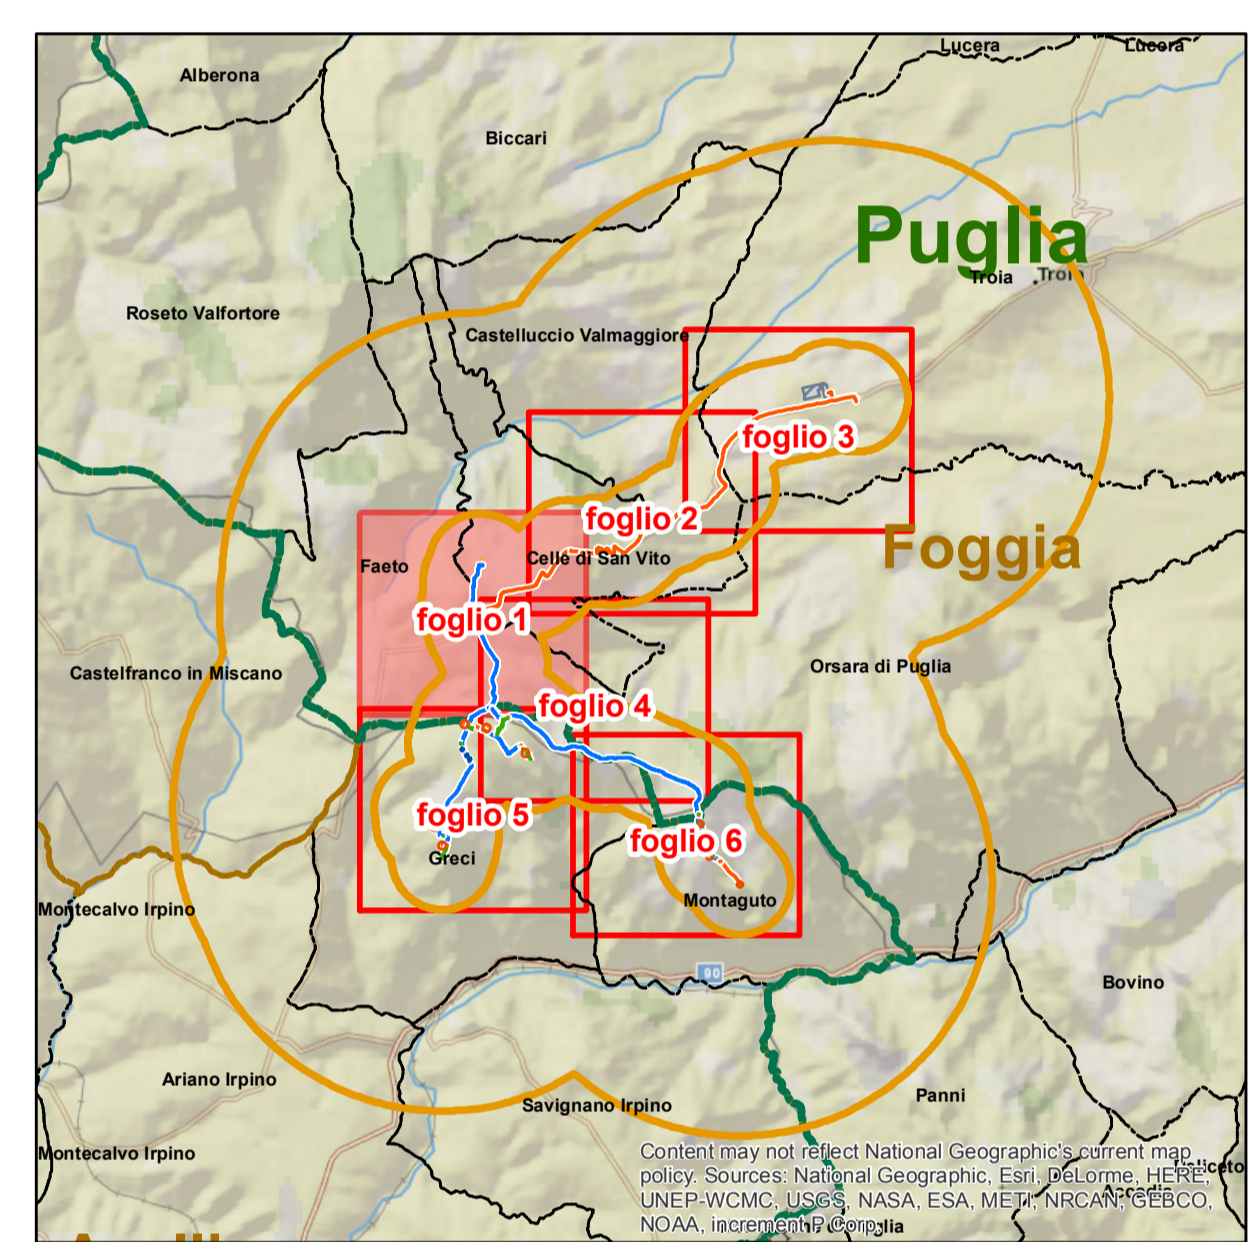 Lucera
Lucera
Alberona
Biccari
Puglia
Troia
Troia
Roseto Valfortore
Castelluccio Valmaggiore
foglio 3
foglio 2
Foggia
Celle di San Vito
Faeto
foglio 1
Orsara di Puglia
Castelfranco in Miscano
foglio 4
foglio 5
foglio 6
Greci
Montaguto
Montecalvo Irpino
90
Bovino
Ariano Irpino
Savignano Irpino
Panni
Montecalvo Irpino
Content may not reflect National Geographic's current map
policy. Sources: National Geographic, Esri, DeLorme, HERE,
UNEP-WCMC, USGS, NASA, ESA, METI, NRCAN, GEBCO,
NOAA, increment P Corp.